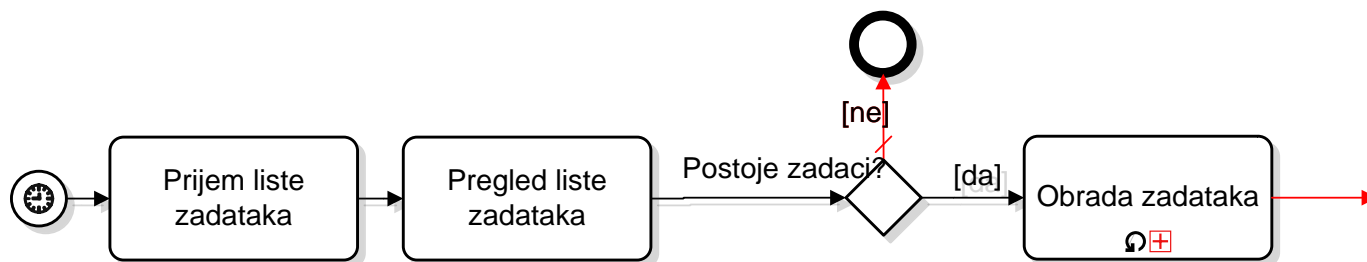 [ne]
Prijem liste
zadataka
Pregled liste
zadataka
Postoje zadaci?
[da]
Obrada zadataka